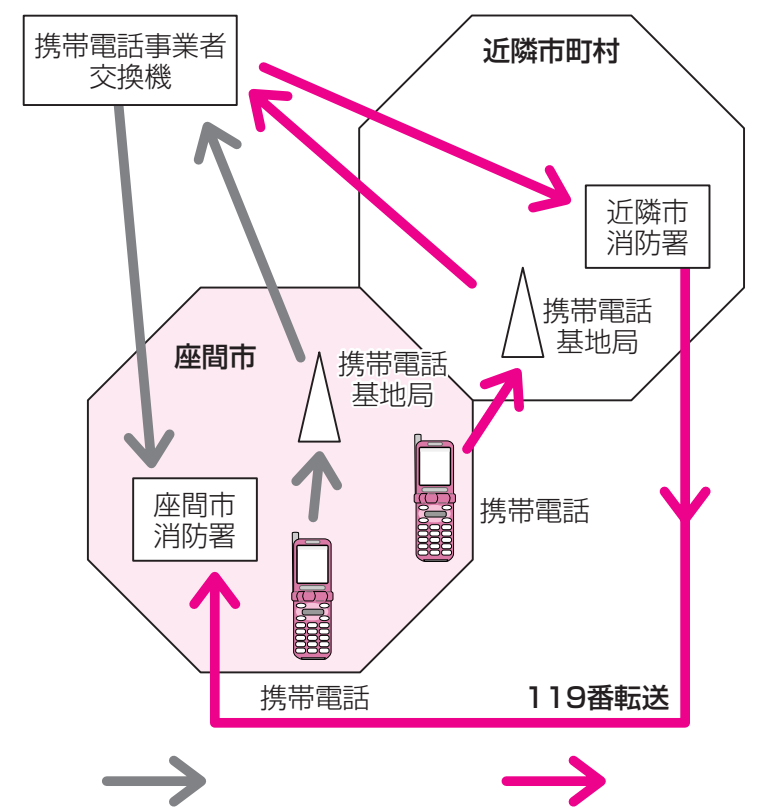 携帯電話事業者
交換機
近隣市町村
近隣市
消防署
携帯電話
基地局
座間市
携帯電話
基地局
座間市
消防署
携帯電話
携帯電話
119番転送